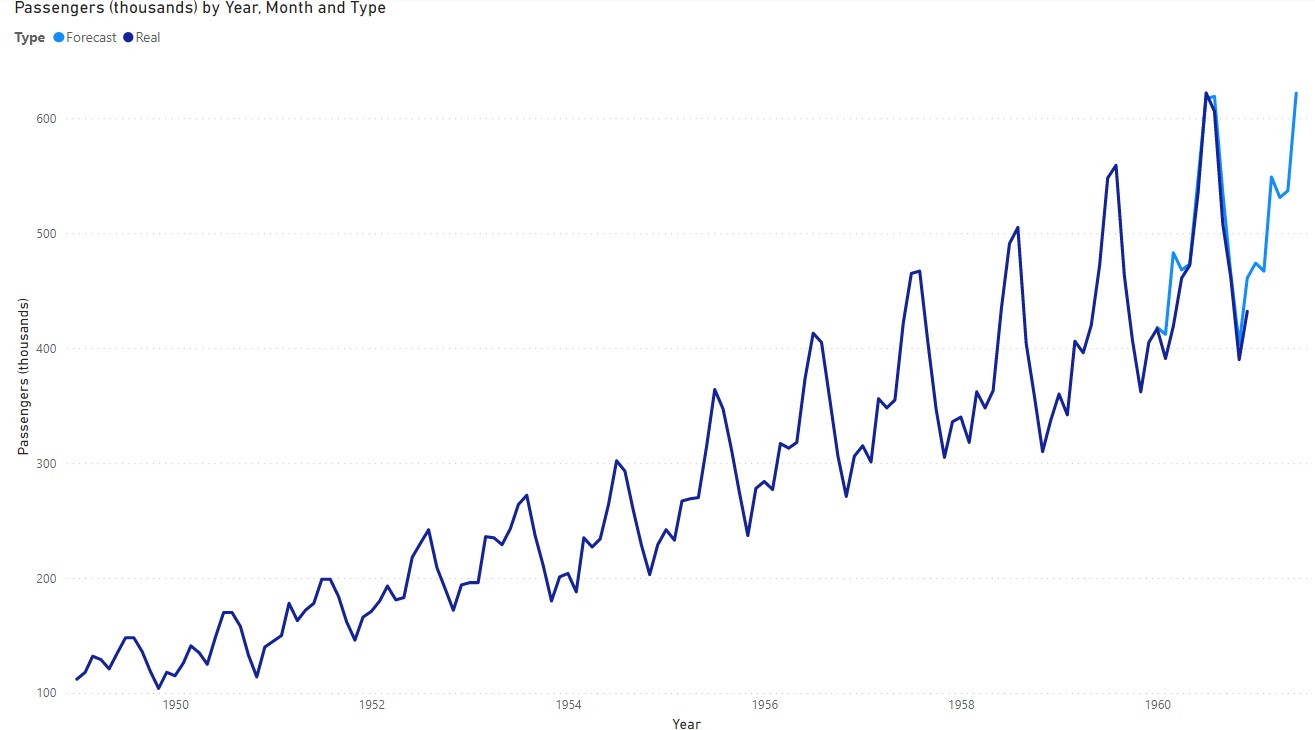 Passengers (thousands) by Year, Month and Type
Type Forecast Real
600
500
400
300
200
100
Passengers (thousands)
1950 1952 1954 1956 1958 1960
Year